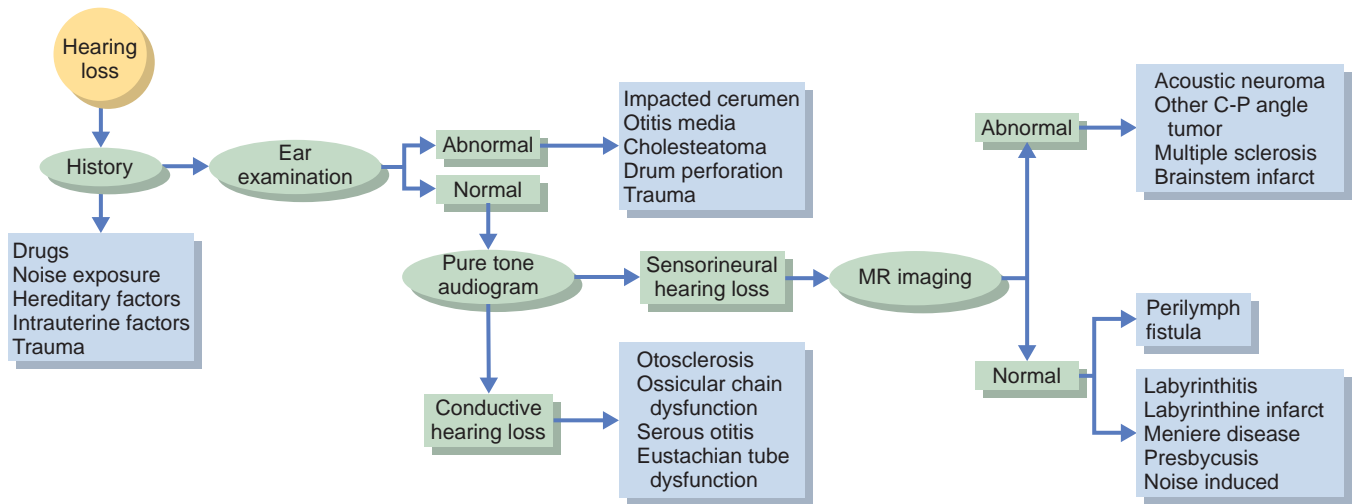 Hearing
loss
History
Drugs
Noise exposure
Hereditary factors
Intrauterine factors
Trauma
Ear
examination
Abnormal
Normal
Impacted cerumen
Otitis media
Cholesteatoma
Drum perforation
Trauma
Pure tone
audiogram
Conductive
hearing loss
Otosclerosis
Ossicular chain
dysfunction
Serous otitis
Eustachian tube
dysfunction
Sensorineural
hearing loss
MR imaging
Abnormal
Acoustic neuroma
Other C-P angle
tumor
Multiple sclerosis
Brainstem infarct
Normal
Perilymph
fistula
Labyrinthitis
Labyrinthine infarct
Meniere disease
Presbycusis
Noise induced